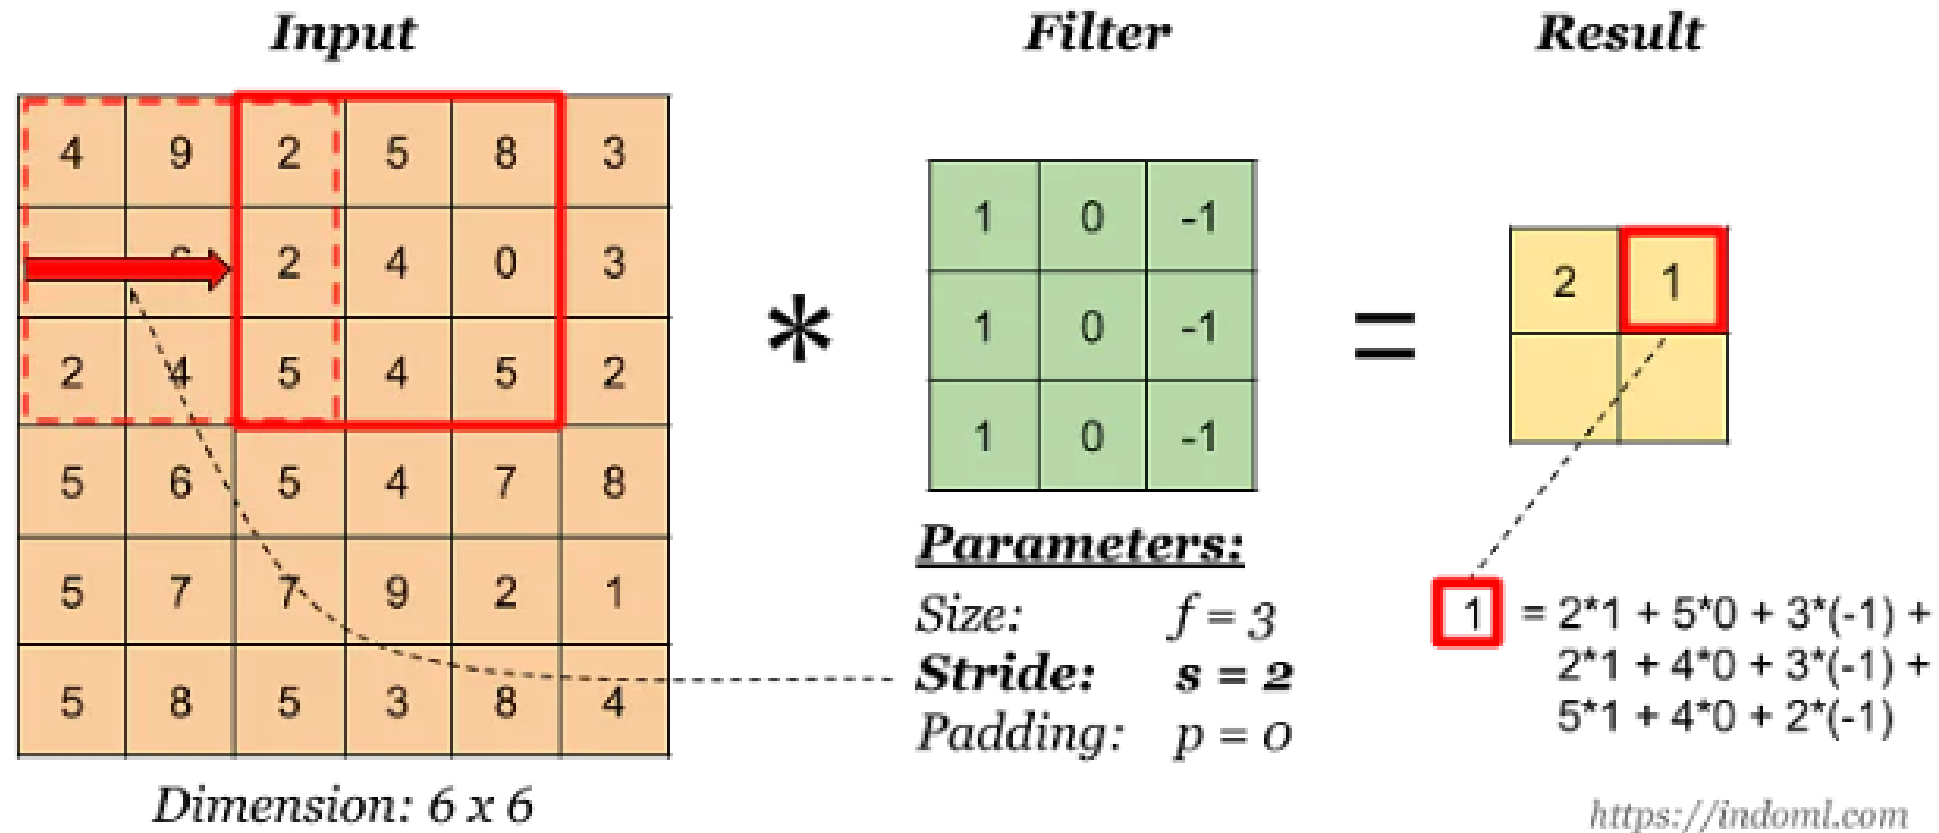 Input
Filter
Result
4 9 2 5 8 3
2 4 0 3
2 4 5 4 5 2
5 6 5 4 7 8
5 7 7 9 2 1
5 8 5 3 8 4
Dimension: 6 x 6
*
1 0 -1
1 0 -1
1 0 -1
Parameters:
Size: f = 3
Stride: s = 2
Padding: p = 0
=
2 1
1 = 2*1 + 5*0 + 3*(-1) +
2*1 + 4*0 + 3*(-1) +
5*1 + 4*0 + 2*(-1)
https://indoml.com